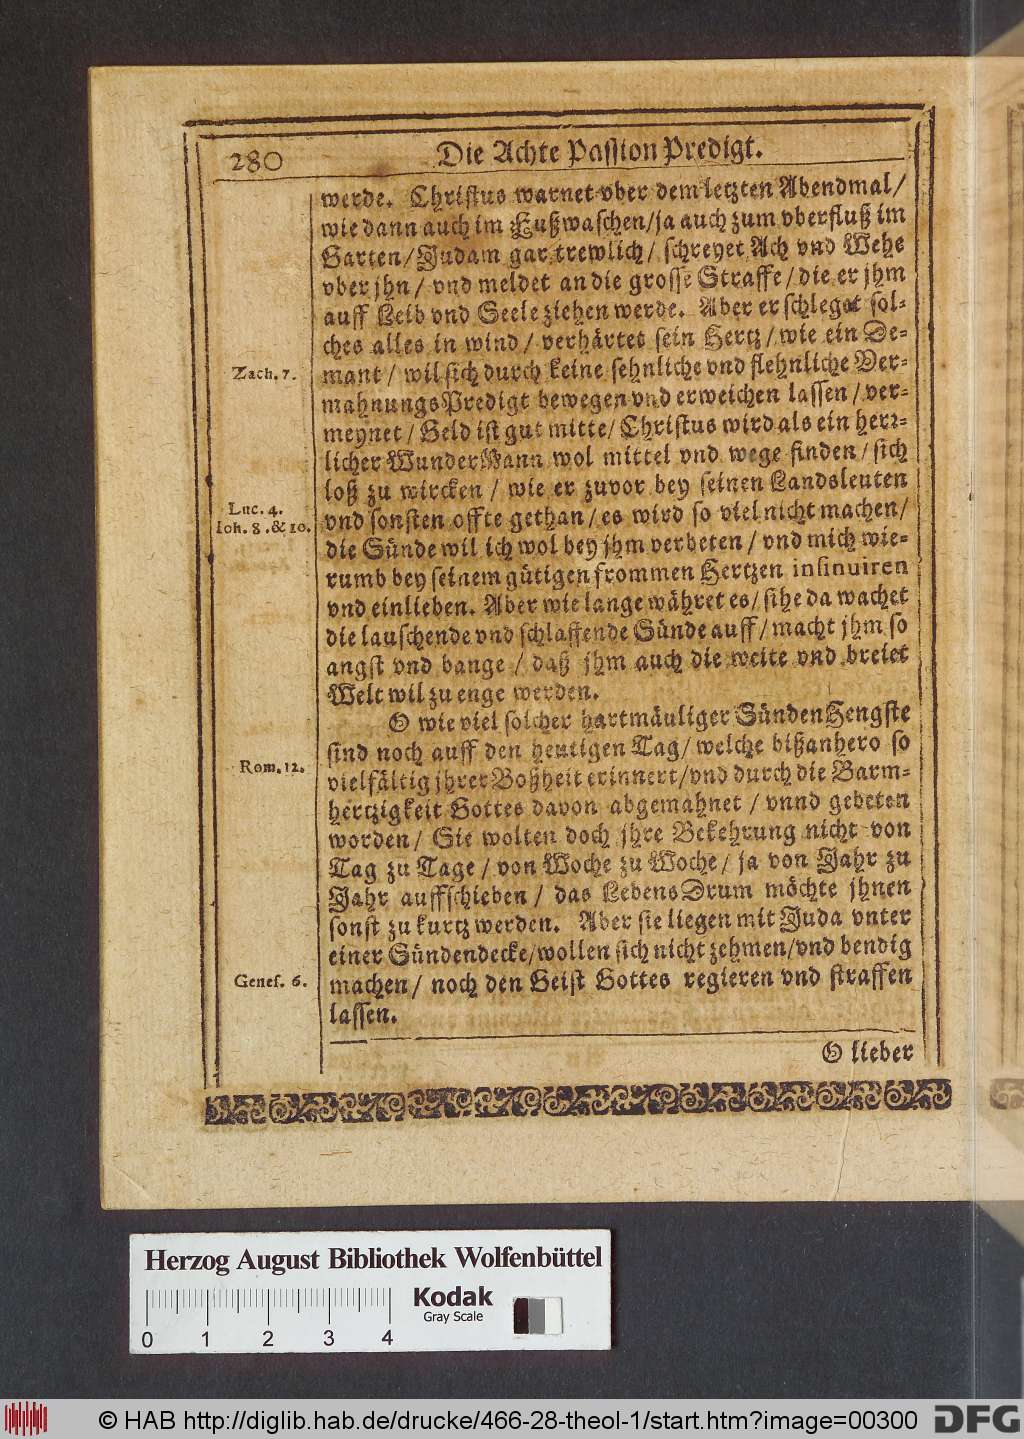 280 Die Achte Passion Predigt.
werde. Christus warnet vber dem letzten Abendmal/
wie dann auch im Fußwaschen/ja auch zum vberfluß im
Garten/Judam gar trewlich/ schreyet Ach vnd Wehe
vber jhn/ vnd meldet an die grosse Straffe/die er jhm
auff Leib vnd Seele ziehen werde. Aber er schleget sol-
ches alles in wind/ verhärtet sein Hertz/wie ein De-
Zach. 7. mant/ wil sich durch keine sehnliche vnd flehnliche Ver-
mahnungsPredigt bewegen vnd erweichen lassen/ver-
meynet/Geld ist gut mitte/Christus wird als ein herr-
licher WunderMann wol mittel vnd wege finden/sich
loß zu wircken/ wie er zuvor bey seinen Landsleuten
Luc. 4. vnd sonsten offte gethan/es wird so viel nicht machen/
Ioh. 8. & 10. die Sünde wil ich wol bey jhm verbeten/vnd mich wie-
rumb bey seinem gütigen frommen Hertzen insinuiren
vnd einlieben. Aber wie lange währet es/sihe da wachet
die lauschende vnd schlaffende Sünde auff/macht jhm so
angst vnd bange/ daß jhm auch die weite vnd breiet
Welt wil zu enge werden.
O wie viel solcher hartmäuliger SündenHengste
sind noch auff den heutigen Tag/welche bißanhero so
Rom. 12. vielfältig jhrer Boßheit erinnert/vnd durch die Barm-
hertzigkeit Gottes davon abgemahnet/ vnnd gebeten
worden/ Sie wolten doch jhre Bekehrung nicht von
Tag zu Tage/von Woche zu Woche/ ja von Jahr zu
Jahr auffschieben/ das LebensDrum möchte jhnen
sonst zu kurtz werden. Aber sie liegen mit Juda vnter
einer Sündendecke/wollen sich nicht zehmen/vnd bendig
Genes. 6. machen/ noch den Geist Gottes regieren vnd straffen
lassen.
O lieber
Herzog August Bibliothek Wolfenbüttel
Kodak
Gray Scale
0 1 2 3 4
© HAB http://diglib.hab.de/drucke/466-28-theol-1/start.htm?image=00300 DFG